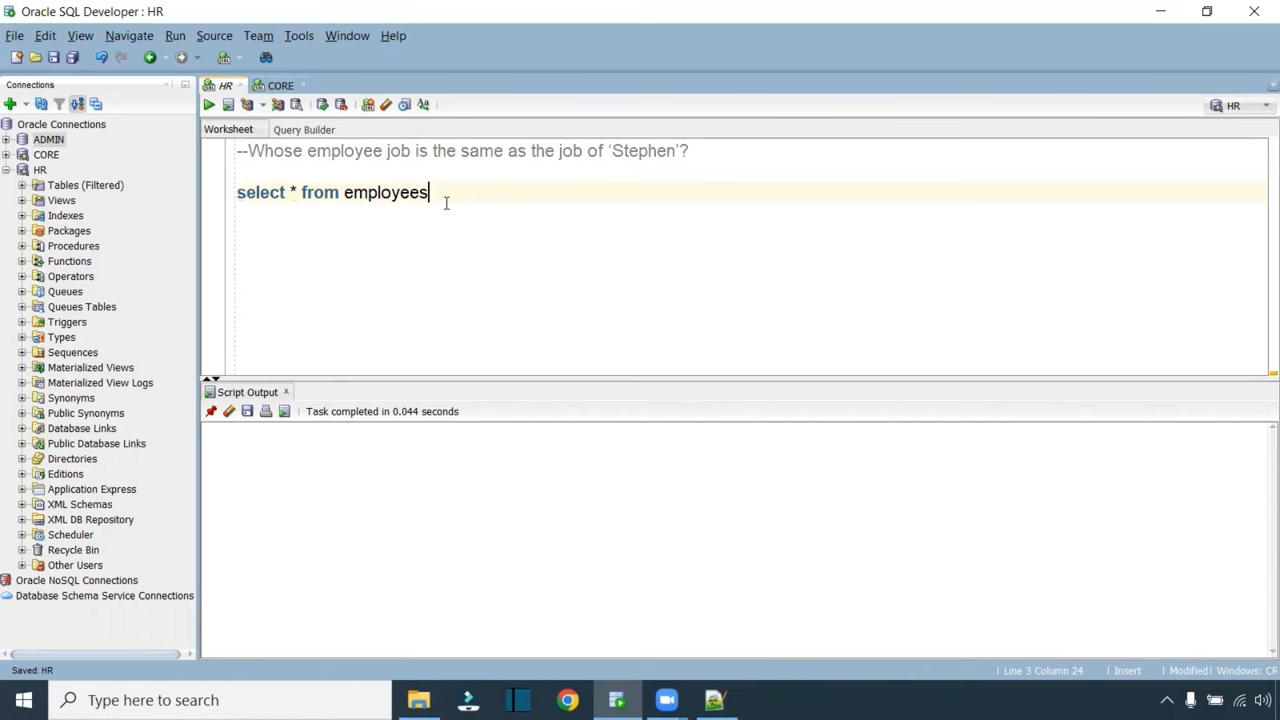 Oracle SQL Developer : HR
File Edit View Navigate Run Source Team Tools Window Help
Connections
HR
CORE
HR
Worksheet Query Builder
Oracle Connections
ADMIN
CORE
HR
Tables (Filtered)
Views
Indexes
Packages
Procedures
Functions
Operators
Queues
Queues Tables
Triggers
Types
Sequences
Materialized Views
Materialized View Logs
Synonyms
Public Synonyms
Database Links
Public Database Links
Directories
Editions
Application Express
XML Schemas
XML DB Repository
Scheduler
Recycle Bin
Other Users
Oracle NoSQL Connections
Database Schema Service Connections
--Whose employee job is the same as the job of ‘Stephen’?
select * from employees
Script Output
Task completed in 0.044 seconds
Saved: HR
Line 3 Column 24 Insert Modified Windows: CR
Type here to search